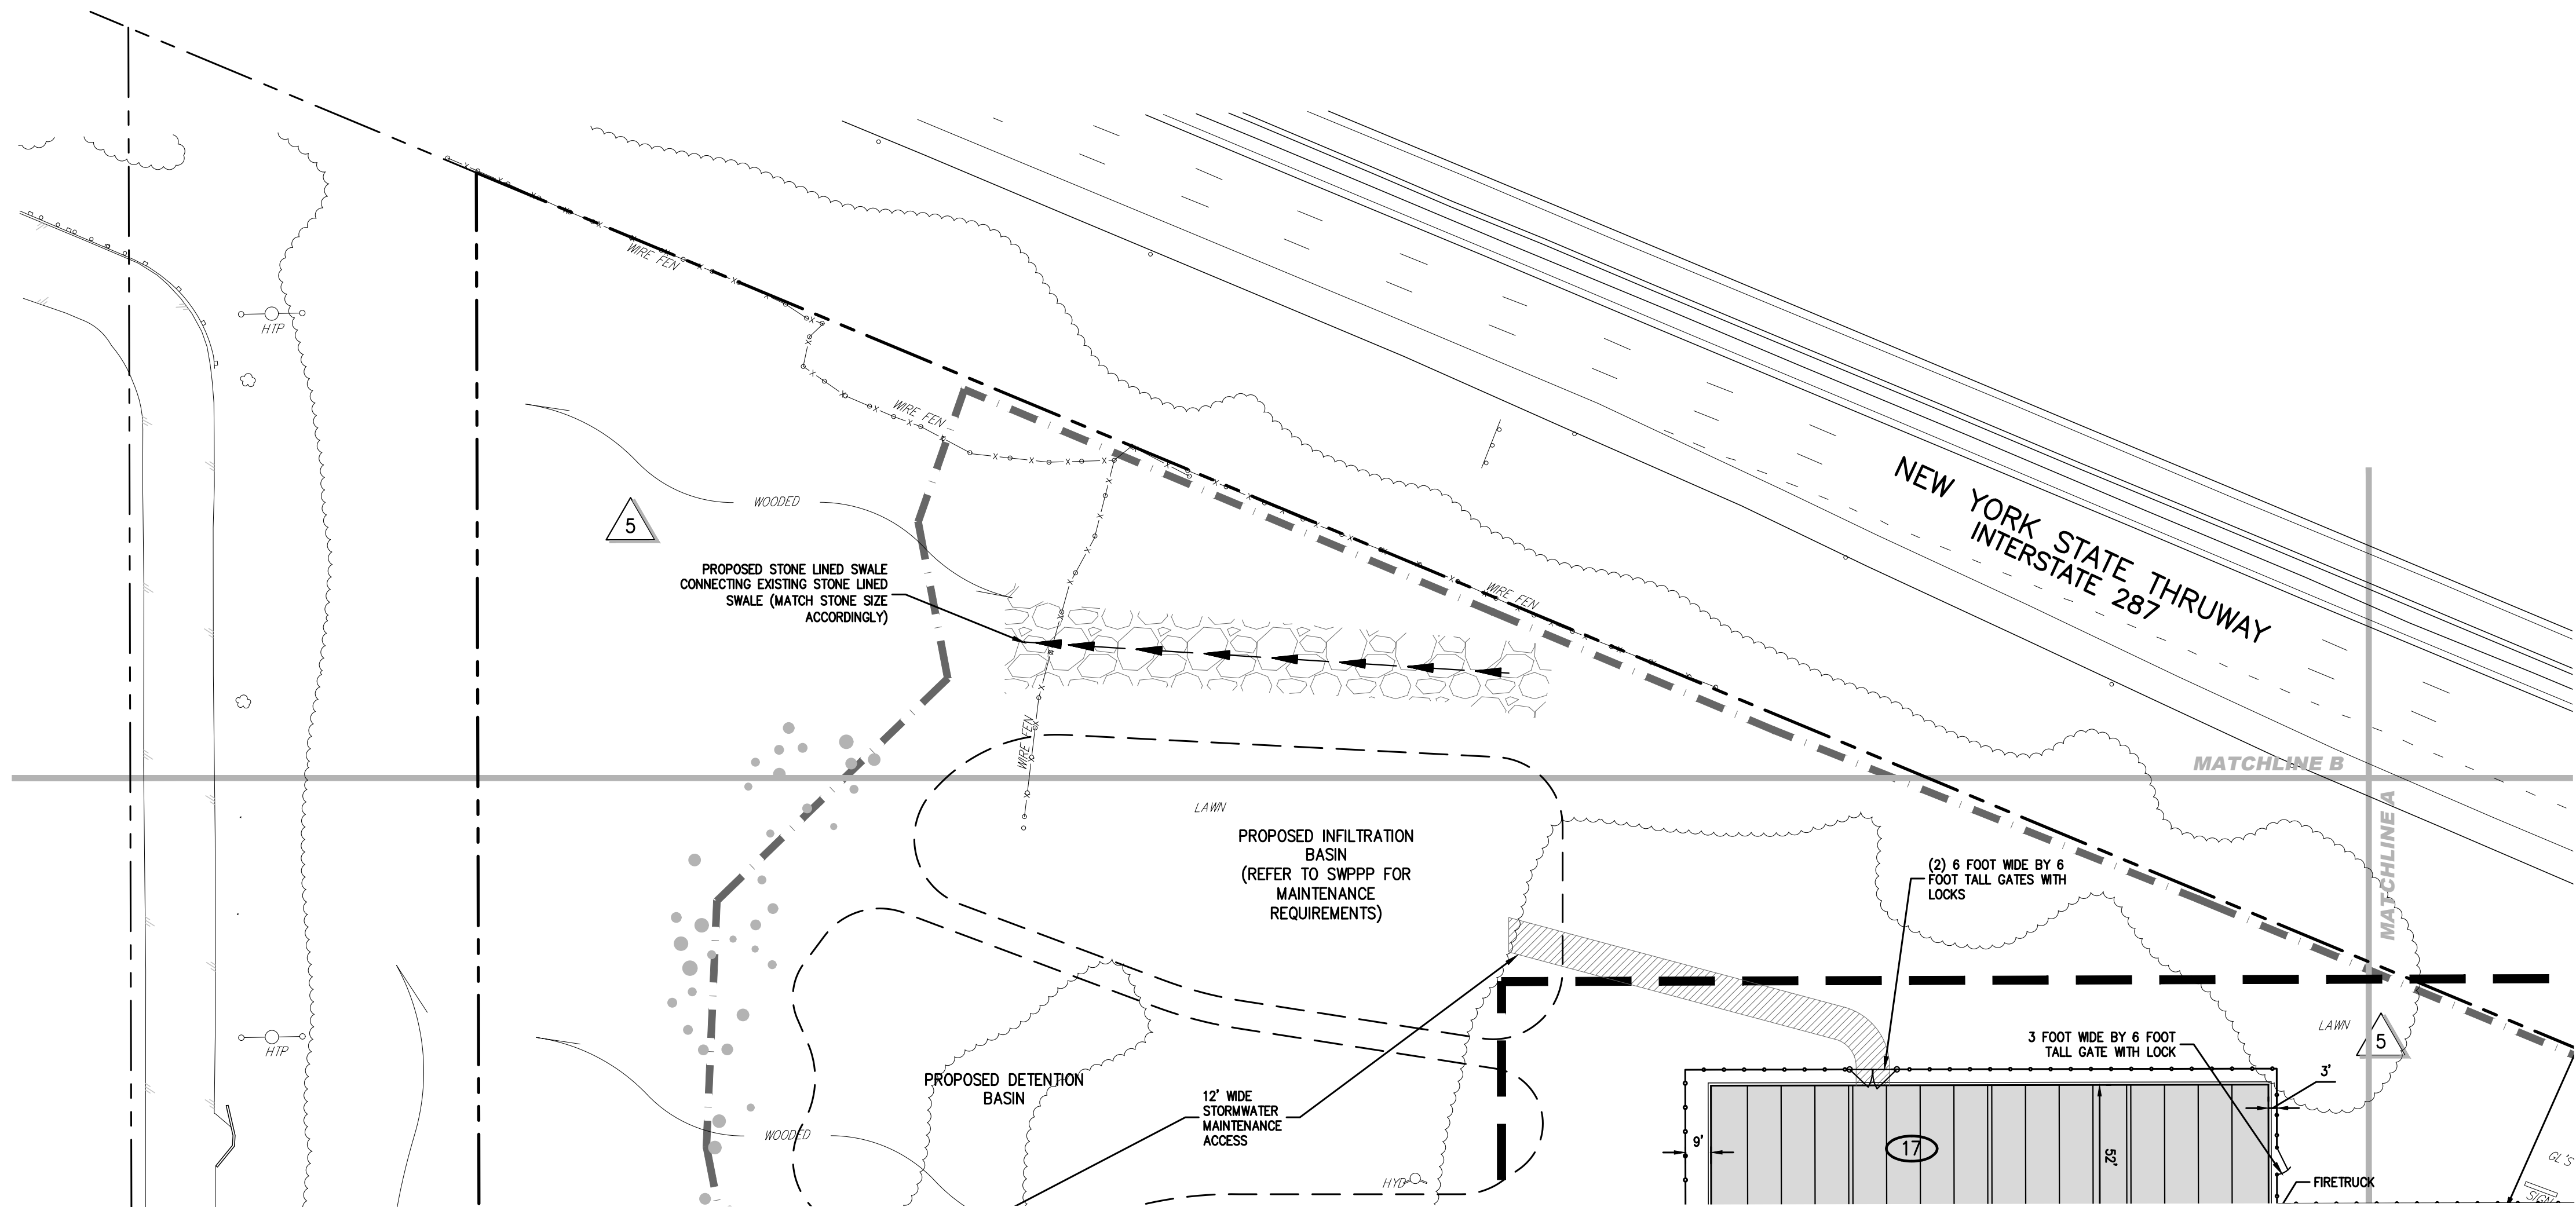 HTP
WIRE FEN
WIRE FEN
WOODED
5
PROPOSED STONE LINED SWALE
CONNECTING EXISTING STONE LINED
SWALE (MATCH STONE SIZE
ACCORDINGLY)
WIRE FEN
NEW YORK STATE THRUWAY
INTERSTATE 287
WIRE FEN
MATCHLINE B
MATCHLINE A
LAWN
PROPOSED INFILTRATION
BASIN
(REFER TO SWPPP FOR
MAINTENANCE
REQUIREMENTS)
(2) 6 FOOT WIDE BY 6
FOOT TALL GATES WITH
LOCKS
LAWN
5
3 FOOT WIDE BY 6 FOOT
TALL GATE WITH LOCK
3'
HTP
PROPOSED DETENTION
BASIN
12' WIDE
STORMWATER
MAINTENANCE
ACCESS
WOODED
9'
17
52'
HYD
GL'S
FIRETRUCK
SIGN